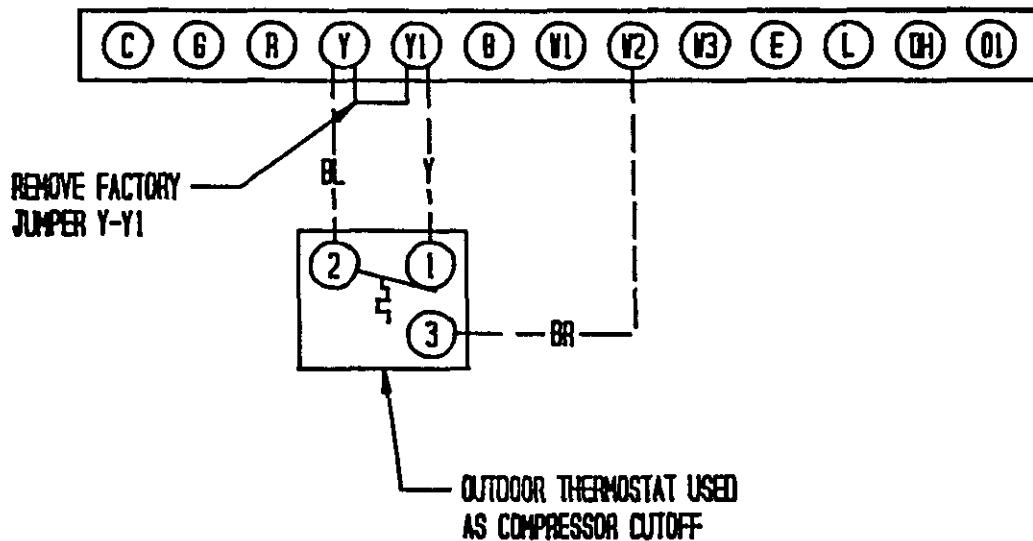 C G R Y Y1 B W1 W2 W3 E L DH O1
REMOVE FACTORY
JUMPER Y-Y1
BL Y
2 1
3
BR
OUTDOOR THERMOSTAT USED
AS COMPRESSOR CUTOFF